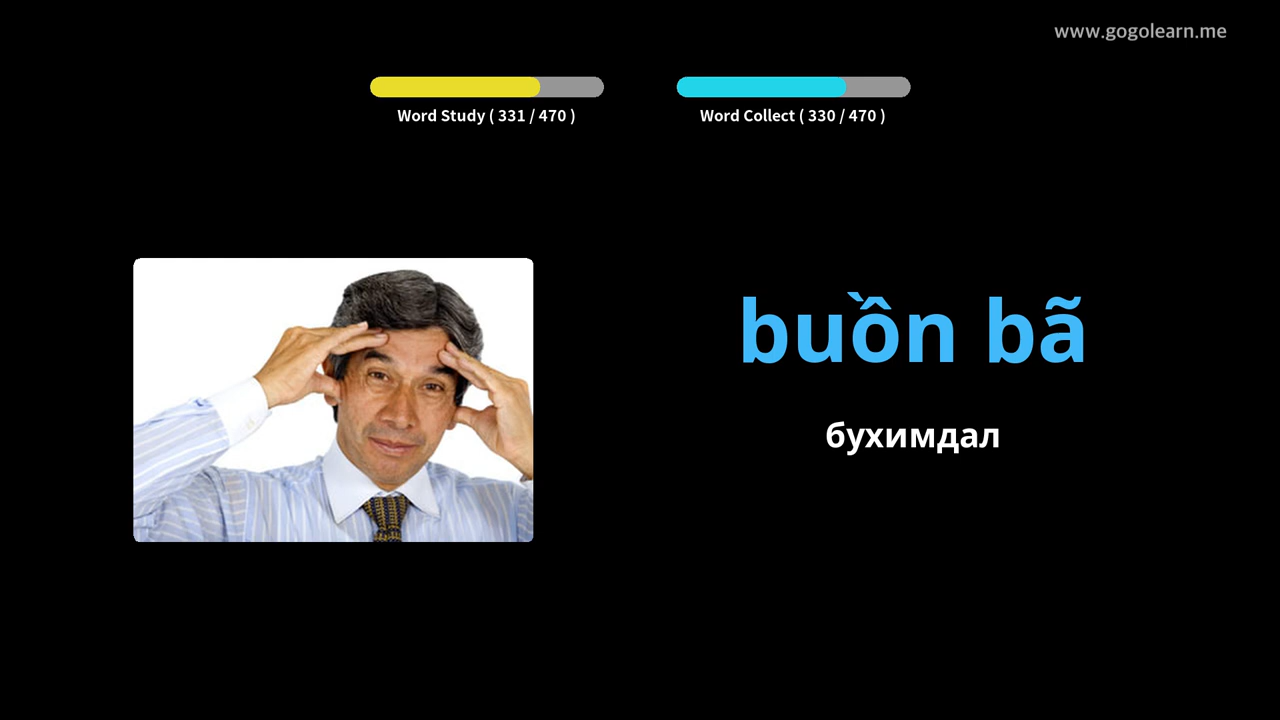 www.gogolearn.me
Word Study ( 331 / 470 )
Word Collect ( 330 / 470 )
buồn bã
бухимдал